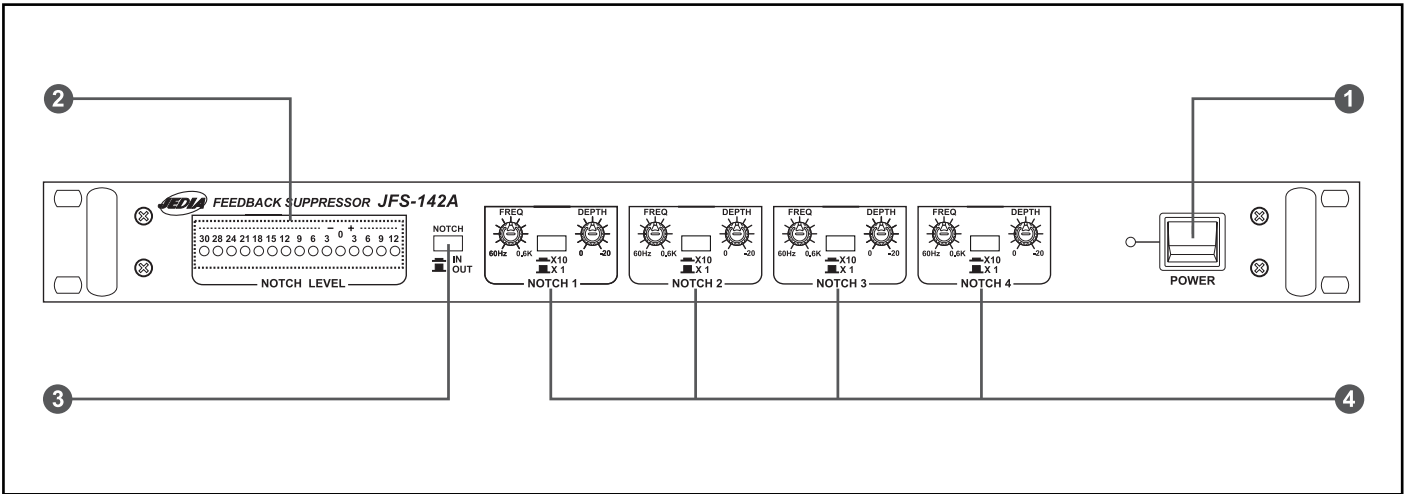 2
1
JEDIA FEEDBACK SUPPRESSOR JFS-142A
− 0 +
30 28 24 21 18 15 12 9 6 3 3 6 9 12
NOTCH LEVEL
NOTCH
IN
OUT
FREQ DEPTH
60Hz 0.6K 0 -20
X10
X 1
NOTCH 1
FREQ DEPTH
60Hz 0.6K 0 -20
X10
X 1
NOTCH 2
FREQ DEPTH
60Hz 0.6K 0 -20
X10
X 1
NOTCH 3
FREQ DEPTH
60Hz 0.6K 0 -20
X10
X 1
NOTCH 4
POWER
3
4